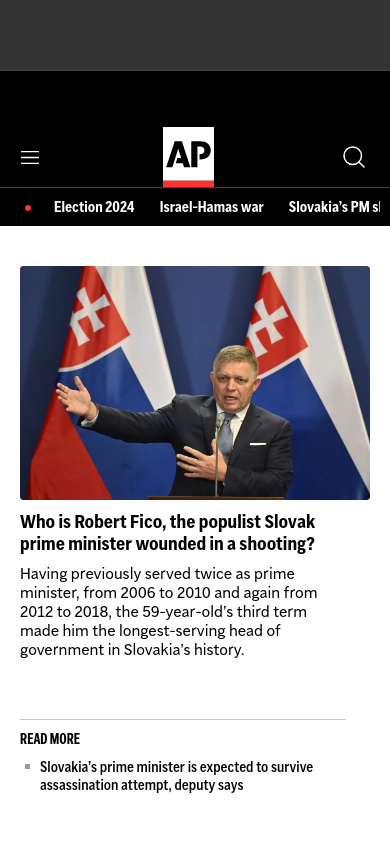 AP
Election 2024 Israel-Hamas war Slovakia's PM sl
Who is Robert Fico, the populist Slovak
prime minister wounded in a shooting?
Having previously served twice as prime
minister, from 2006 to 2010 and again from
2012 to 2018, the 59-year-old's third term
made him the longest-serving head of
government in Slovakia's history.
READ MORE
Slovakia's prime minister is expected to survive
assassination attempt, deputy says